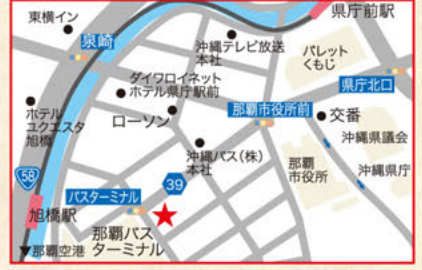 県庁前駅
東横イン
泉崎
沖縄テレビ放送
本社
パレット
くもじ
ダイワロイネット
ホテル県庁前駅
県庁北口
ホテル
ユクエスタ
旭橋
ローソン
那覇市役所前
交番
沖縄バス(株)
本社
沖縄県議会
那覇
市役所
沖縄県庁
58
39
バスターミナル
旭橋駅
那覇バス
ターミナル
▼那覇空港